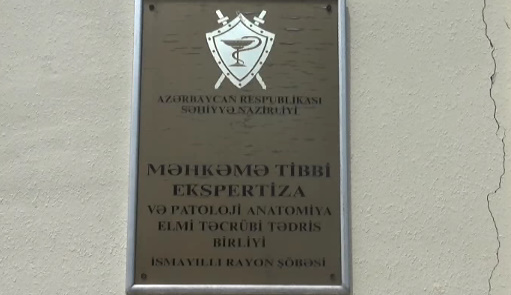 AZƏRBAYCAN RESPUBLİKASI
SƏHİYYƏ NAZİRLİYİ
MƏHKƏMƏ TİBBİ
EKSPERTİZA
VƏ PATOLOJİ ANATOMİYA
ELMİ TƏCRÜBİ TƏDRİS
BİRLİYİ
İSMAYILLI RAYON ŞÖBƏSİ